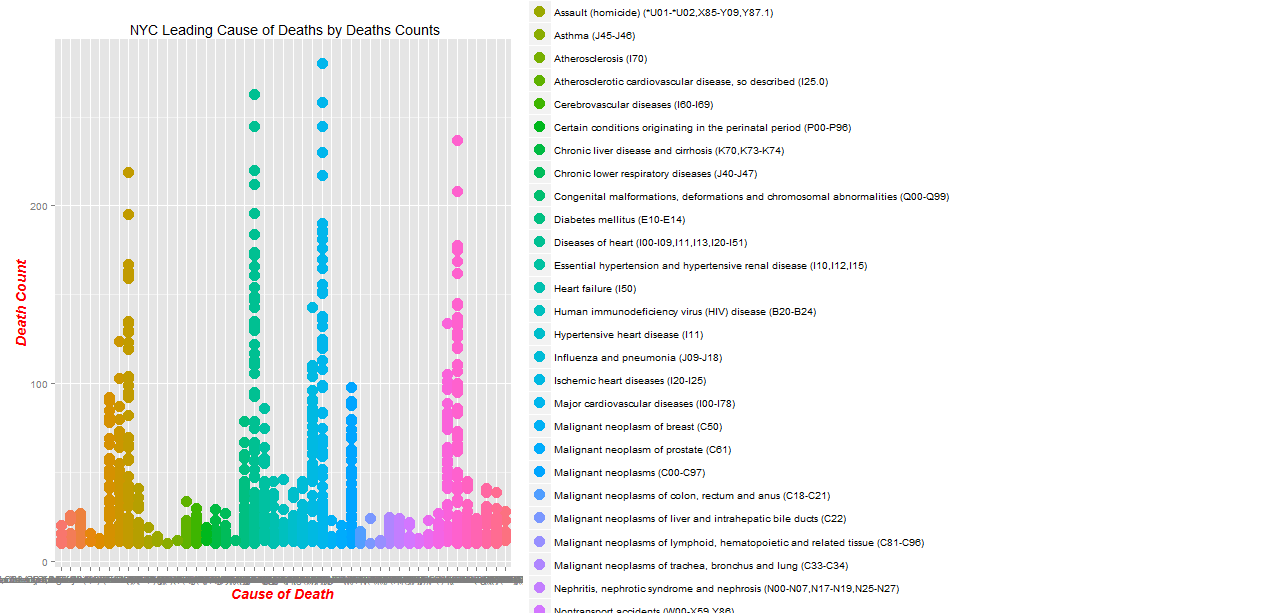 NYC Leading Cause of Deaths by Deaths Counts
Death Count
200
100
0
Cause of Death
Assault (homicide) (*U01-*U02,X85-Y09,Y87.1)
Asthma (J45-J46)
Atherosclerosis (I70)
Atherosclerotic cardiovascular disease, so described (I25.0)
Cerebrovascular diseases (I60-I69)
Certain conditions originating in the perinatal period (P00-P96)
Chronic liver disease and cirrhosis (K70,K73-K74)
Chronic lower respiratory diseases (J40-J47)
Congenital malformations, deformations and chromosomal abnormalities (Q00-Q99)
Diabetes mellitus (E10-E14)
Diseases of heart (I00-I09,I11,I13,I20-I51)
Essential hypertension and hypertensive renal disease (I10,I12,I15)
Heart failure (I50)
Human immunodeficiency virus (HIV) disease (B20-B24)
Hypertensive heart disease (I11)
Influenza and pneumonia (J09-J18)
Ischemic heart diseases (I20-I25)
Major cardiovascular diseases (I00-I78)
Malignant neoplasm of breast (C50)
Malignant neoplasm of prostate (C61)
Malignant neoplasms (C00-C97)
Malignant neoplasms of colon, rectum and anus (C18-C21)
Malignant neoplasms of liver and intrahepatic bile ducts (C22)
Malignant neoplasms of lymphoid, hematopoietic and related tissue (C81-C96)
Malignant neoplasms of trachea, bronchus and lung (C33-C34)
Nephritis, nephrotic syndrome and nephrosis (N00-N07,N17-N19,N25-N27)
Nontransport accidents (W00-X59,Y86)